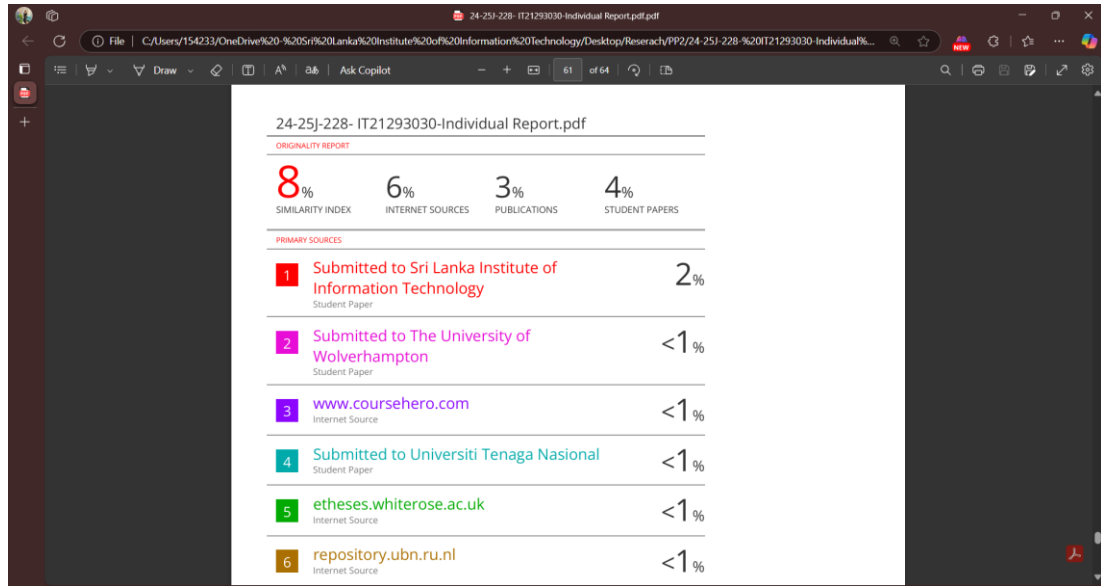 24-25J-228- IT21293030-Individual Report.pdf.pdf
File
C:/Users/154233/OneDrive%20-%20Sri%20Lanka%20Institute%20of%20Information%20Technology/Desktop/Reserach/PP2/24-25J-228-%20IT21293030-Individual%...
NEW
Draw
Ask Copilot
61 of 64
24-25J-228- IT21293030-Individual Report.pdf
ORIGINALITY REPORT
8% 6% 3% 4%
SIMILARITY INDEX INTERNET SOURCES PUBLICATIONS STUDENT PAPERS
PRIMARY SOURCES
1 Submitted to Sri Lanka Institute of
Information Technology 2%
Student Paper
2 Submitted to The University of
Wolverhampton <1%
Student Paper
3 www.coursehero.com <1%
Internet Source
4 Submitted to Universiti Tenaga Nasional <1%
Student Paper
5 etheses.whiterose.ac.uk <1%
Internet Source
6 repository.ubn.ru.nl <1%
Internet Source